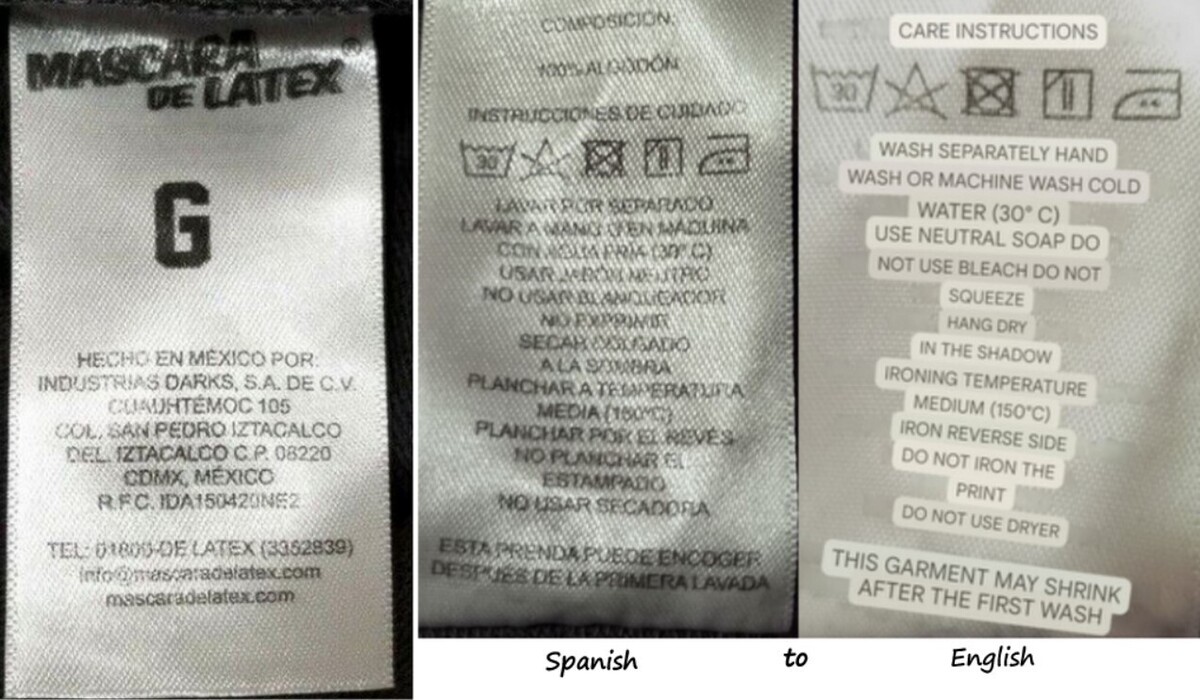 MASCARA
DE LATEX ®
G
HECHO EN MÉXICO POR:
INDUSTRIAS DARKS, S.A. DE C.V.
CUAUHTÉMOC 105
COL. SAN PEDRO IZTACALCO
DEL. IZTACALCO C.P. 08220
CDMX, MÉXICO
R.F.C. IDA150420NE2
TEL: 01800-DE LATEX (3352839)
info@mascaradelatex.com
mascaradelatex.com
COMPOSICIÓN:
100% ALGODÓN
INSTRUCCIONES DE CUIDADO
30°
LAVAR POR SEPARADO
LAVAR A MANO O EN MÁQUINA
CON AGUA FRÍA (30° C)
USAR JABÓN NEUTRO
NO USAR BLANQUEADOR
NO EXPRIMIR
SECAR COLGADO
A LA SOMBRA
PLANCHAR A TEMPERATURA
MEDIA (150°C)
PLANCHAR POR EL REVÉS
NO PLANCHAR EL
ESTAMPADO
NO USAR SECADORA
ESTA PRENDA PUEDE ENCOGER
DESPUÉS DE LA PRIMERA LAVADA
CARE INSTRUCTIONS
30
WASH SEPARATELY HAND
WASH OR MACHINE WASH COLD
WATER (30° C)
USE NEUTRAL SOAP DO
NOT USE BLEACH DO NOT
SQUEEZE
HANG DRY
IN THE SHADOW
IRONING TEMPERATURE
MEDIUM (150°C)
IRON REVERSE SIDE
DO NOT IRON THE
PRINT
DO NOT USE DRYER
THIS GARMENT MAY SHRINK
AFTER THE FIRST WASH
Spanish to English